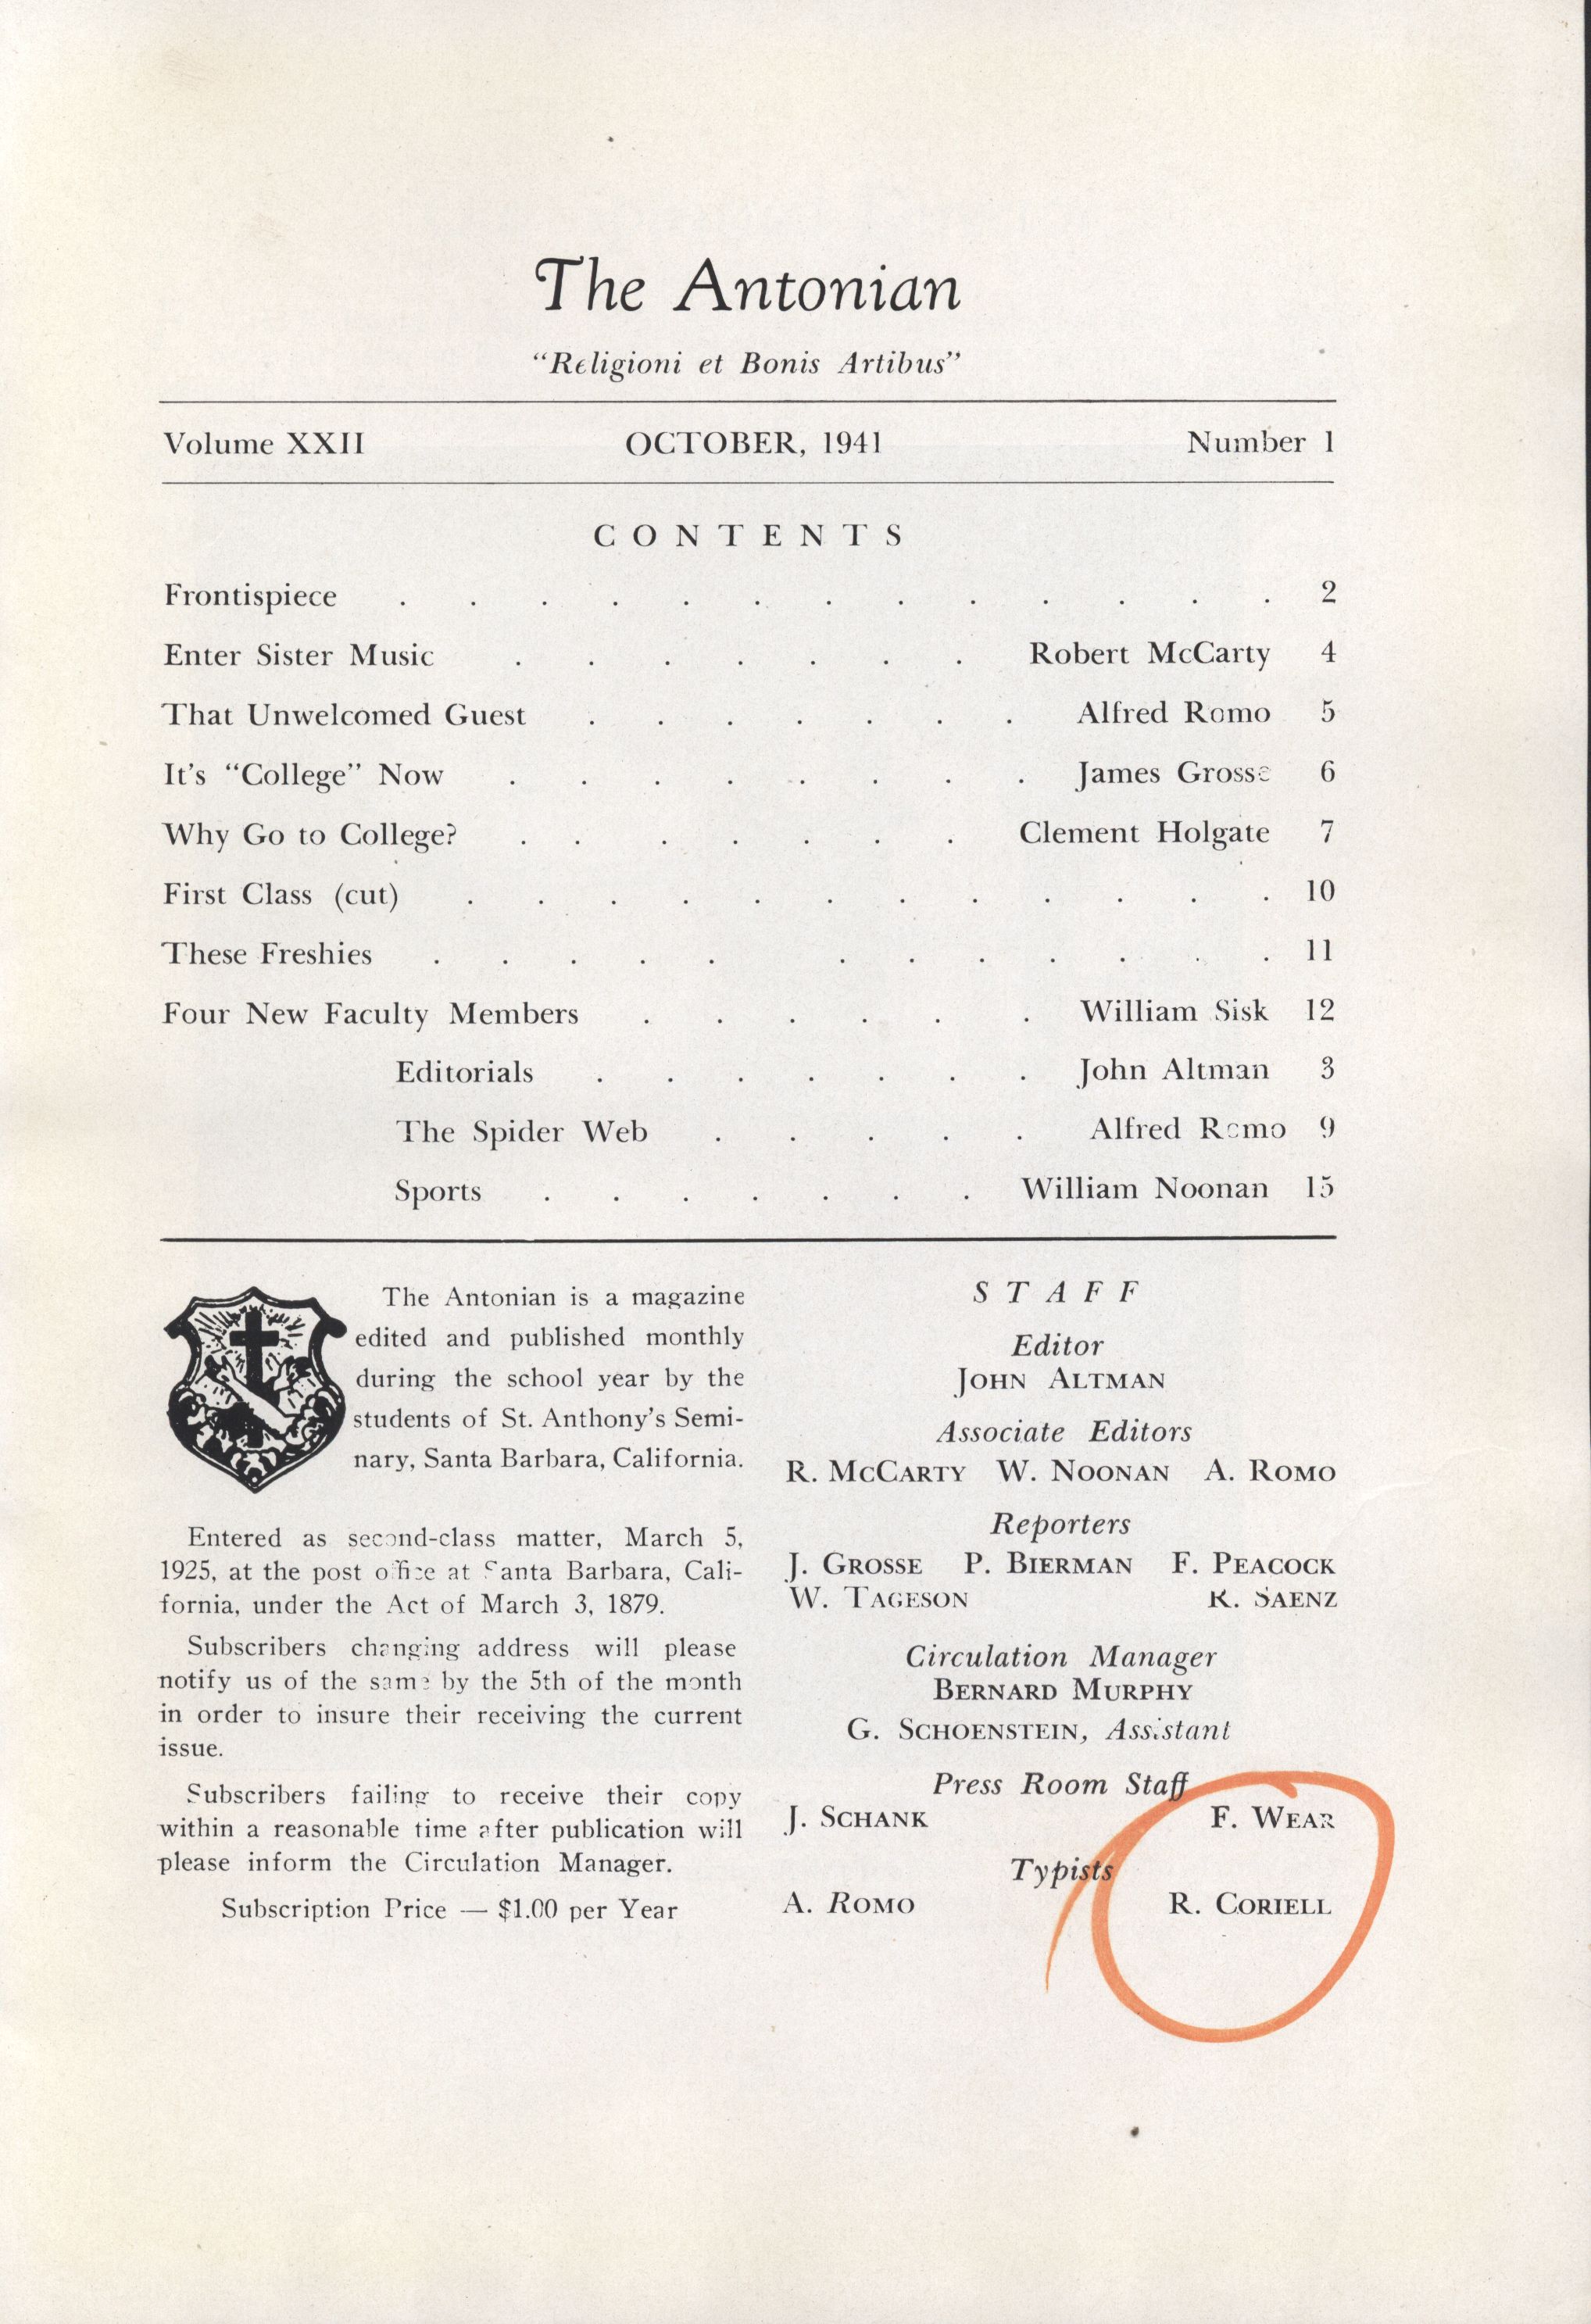 The Antonian
"Religioni et Bonis Artibus"
Volume XXII OCTOBER, 1941 Number 1
CONTENTS
Frontispiece . . . . . . . . . . . . . 2
Enter Sister Music . . . . . . . Robert McCarty 4
That Unwelcomed Guest . . . . . . . Alfred Romo 5
It's "College" Now . . . . . . . . James Grosse 6
Why Go to College? . . . . . . . Clement Holgate 7
First Class (cut) . . . . . . . . . . . . 10
These Freshies . . . . . . . . . . . . 11
Four New Faculty Members . . . . . . William Sisk 12
Editorials . . . . . . . John Altman 3
The Spider Web . . . . . Alfred Romo 9
Sports . . . . . . . William Noonan 15
The Antonian is a magazine
edited and published monthly
during the school year by the
students of St. Anthony's Semi-
nary, Santa Barbara, California.
Entered as second-class matter, March 5,
1925, at the post office at Santa Barbara, Cali-
fornia, under the Act of March 3, 1879.
Subscribers changing address will please
notify us of the same by the 5th of the month
in order to insure their receiving the current
issue.
Subscribers failing to receive their copy
within a reasonable time after publication will
please inform the Circulation Manager.
Subscription Price — $1.00 per Year
STAFF
Editor
JOHN ALTMAN
Associate Editors
R. MCCARTY W. NOONAN A. ROMO
Reporters
J. GROSSE P. BIERMAN F. PEACOCK
W. TAGESON R. SAENZ
Circulation Manager
BERNARD MURPHY
G. SCHOENSTEIN, Assistant
Press Room Staff
J. SCHANK F. WEAR
Typists
A. ROMO R. CORIELL